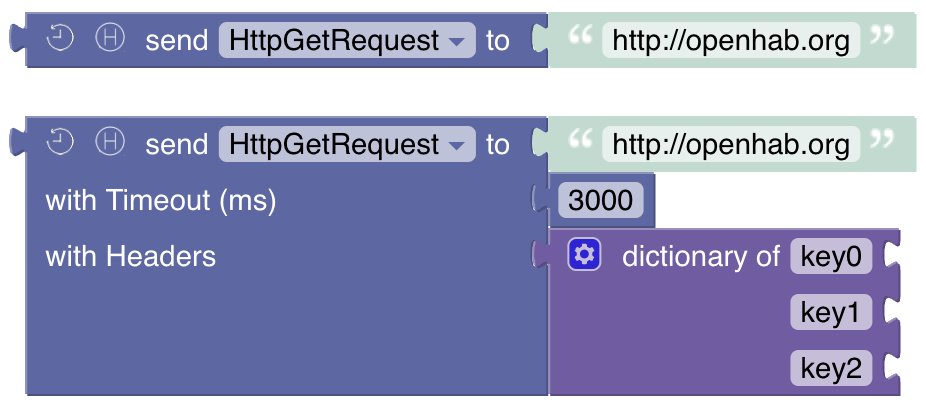 Ⓗ send HttpGetRequest to “ http://openhab.org ”
Ⓗ send HttpGetRequest to “ http://openhab.org ”
with Timeout (ms) 3000
with Headers dictionary of key0
key1
key2